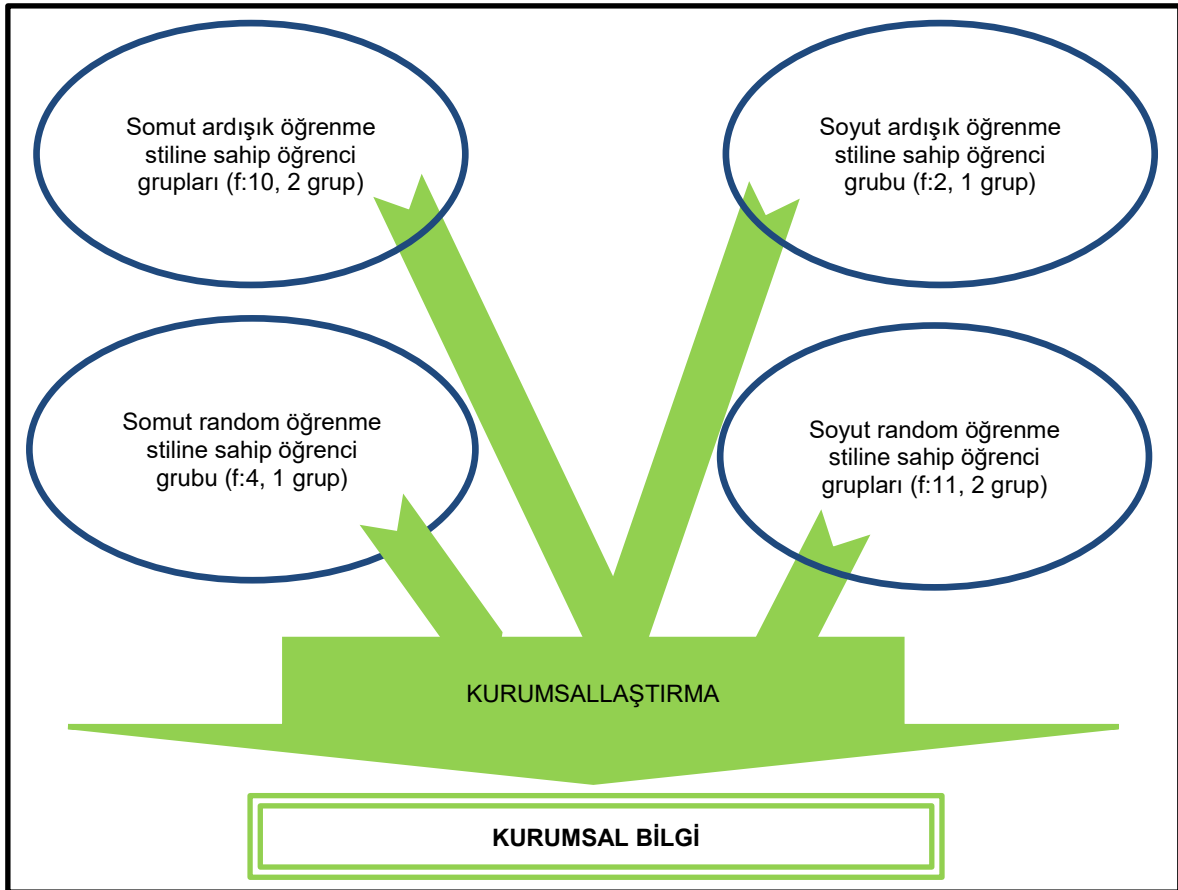 Somut ardışık öğrenme
stiline sahip öğrenci
grupları (f:10, 2 grup)
Soyut ardışık öğrenme
stiline sahip öğrenci
grubu (f:2, 1 grup)
Somut random öğrenme
stiline sahip öğrenci
grubu (f:4, 1 grup)
Soyut random öğrenme
stiline sahip öğrenci
grupları (f:11, 2 grup)
KURUMSALLAŞTIRMA
KURUMSAL BİLGİ